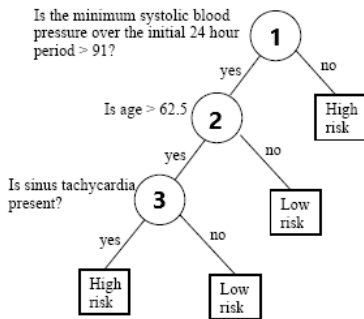 Is the minimum systolic blood
pressure over the initial 24 hour
period > 91?
1
yes
no
Is age > 62.5
2
High
risk
yes
no
Is sinus tachycardia
present?
3
Low
risk
yes
no
High
risk
Low
risk